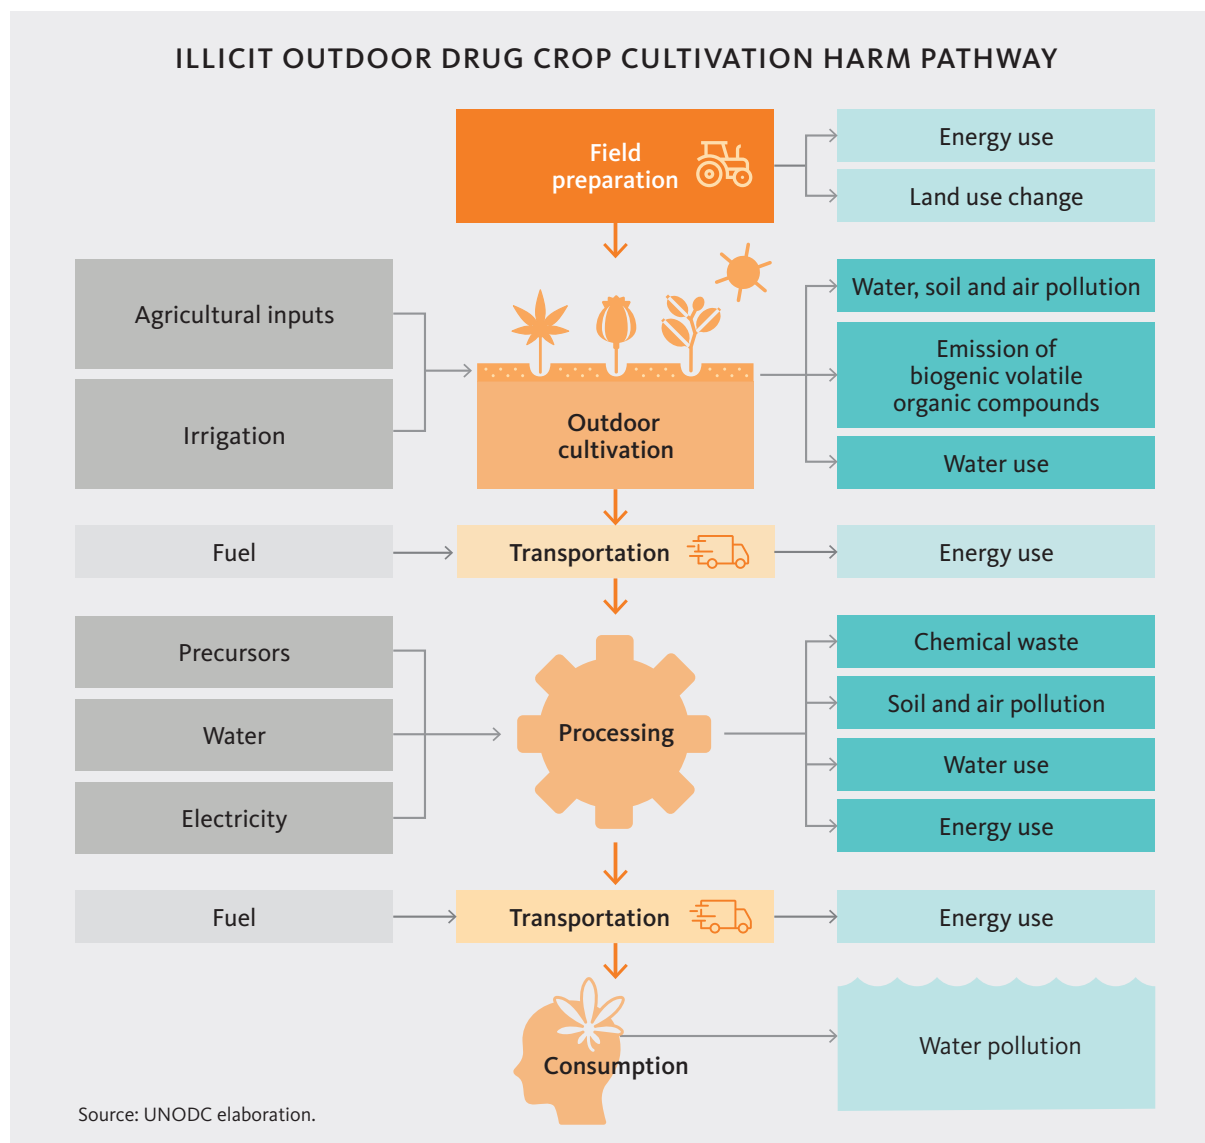 ILLICIT OUTDOOR DRUG CROP CULTIVATION HARM PATHWAY
Field
preparation
Energy use
Land use change
Agricultural inputs
Irrigation
Outdoor
cultivation
Water, soil and air pollution
Emission of
biogenic volatile
organic compounds
Water use
Fuel
Transportation
Energy use
Precursors
Water
Electricity
Processing
Chemical waste
Soil and air pollution
Water use
Energy use
Fuel
Transportation
Energy use
Consumption
Water pollution
Source: UNODC elaboration.